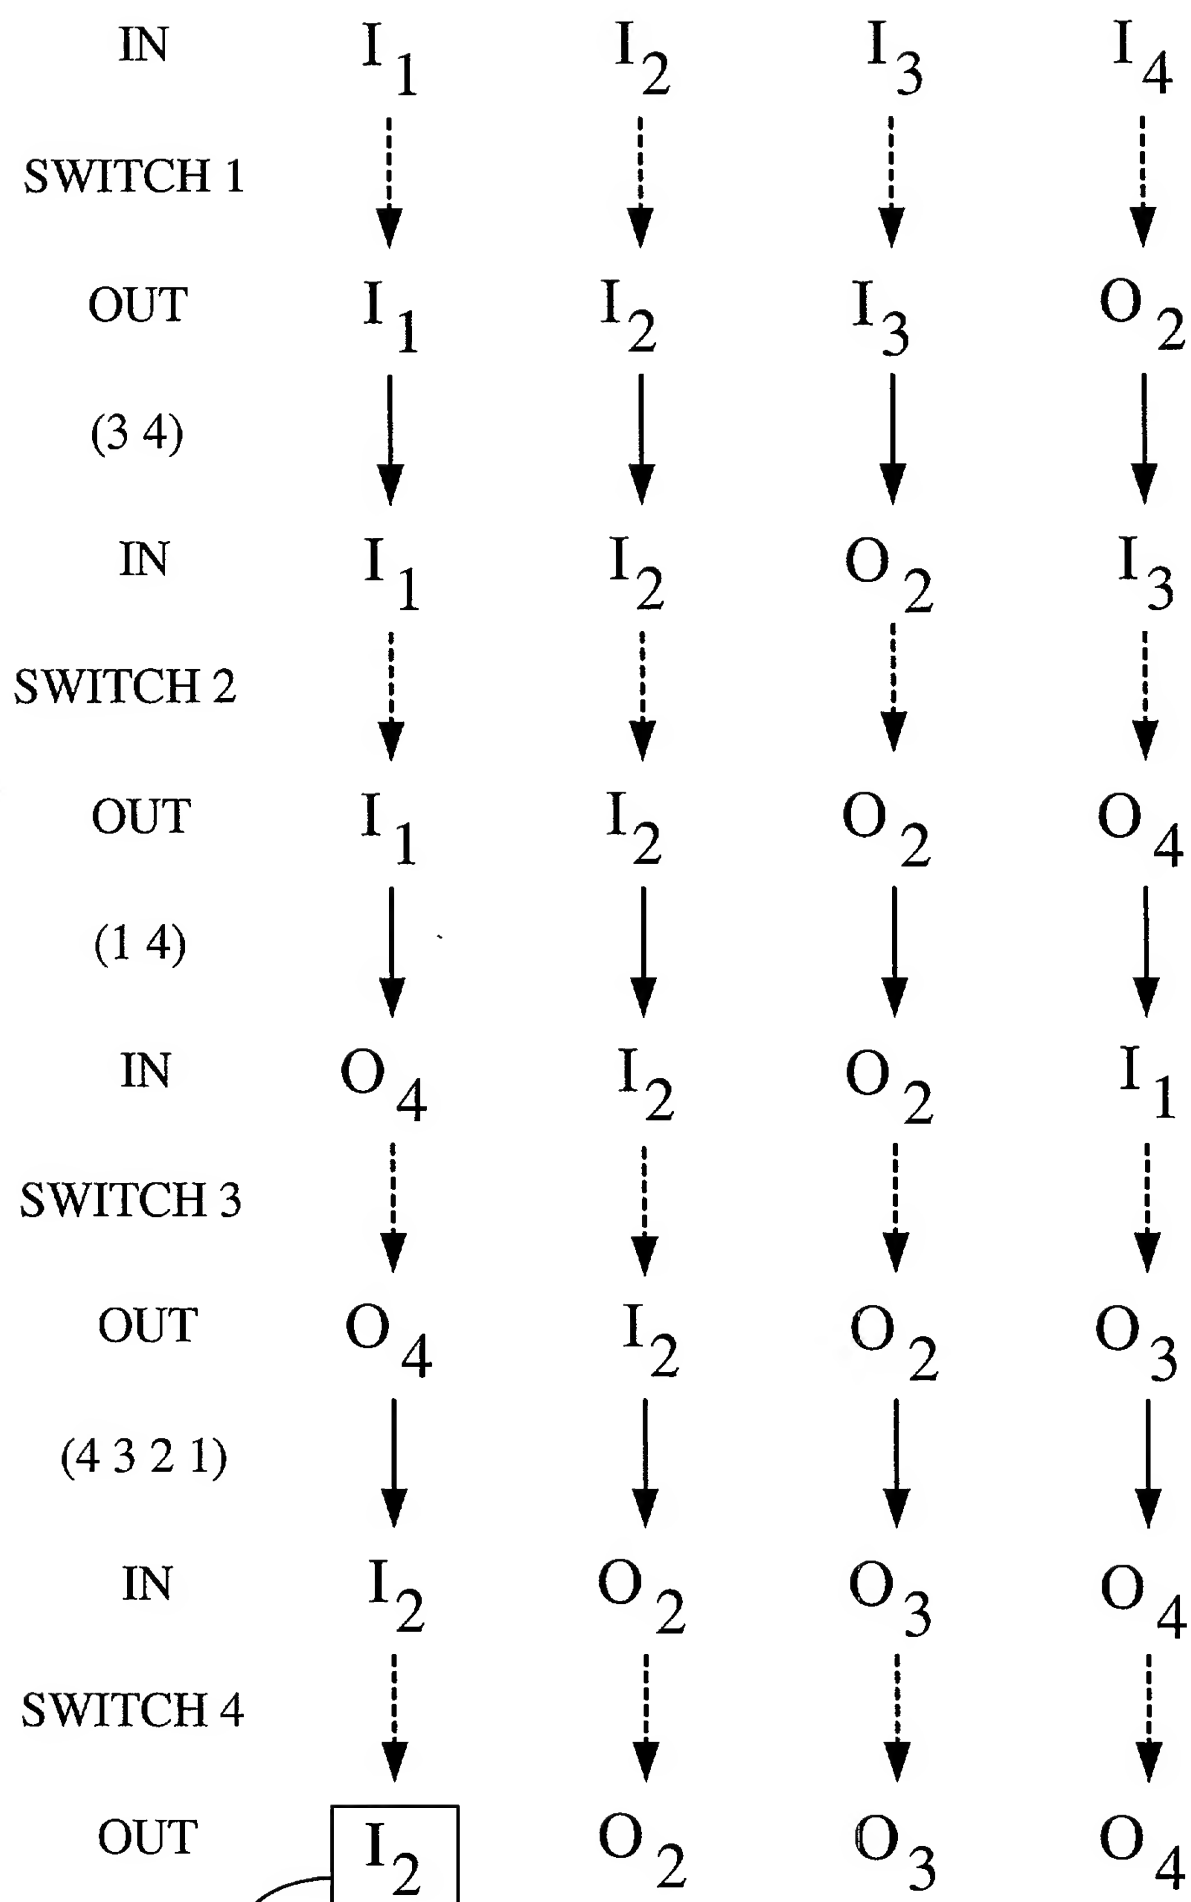 IN I1 I2 I3 I4
SWITCH 1
OUT I1 I2 I3 O2
(3 4)
IN I1 I2 O2 I3
SWITCH 2
OUT I1 I2 O2 O4
(1 4)
IN O4 I2 O2 I1
SWITCH 3
OUT O4 I2 O2 O3
(4 3 2 1)
IN I2 O2 O3 O4
SWITCH 4
OUT I2 O2 O3 O4